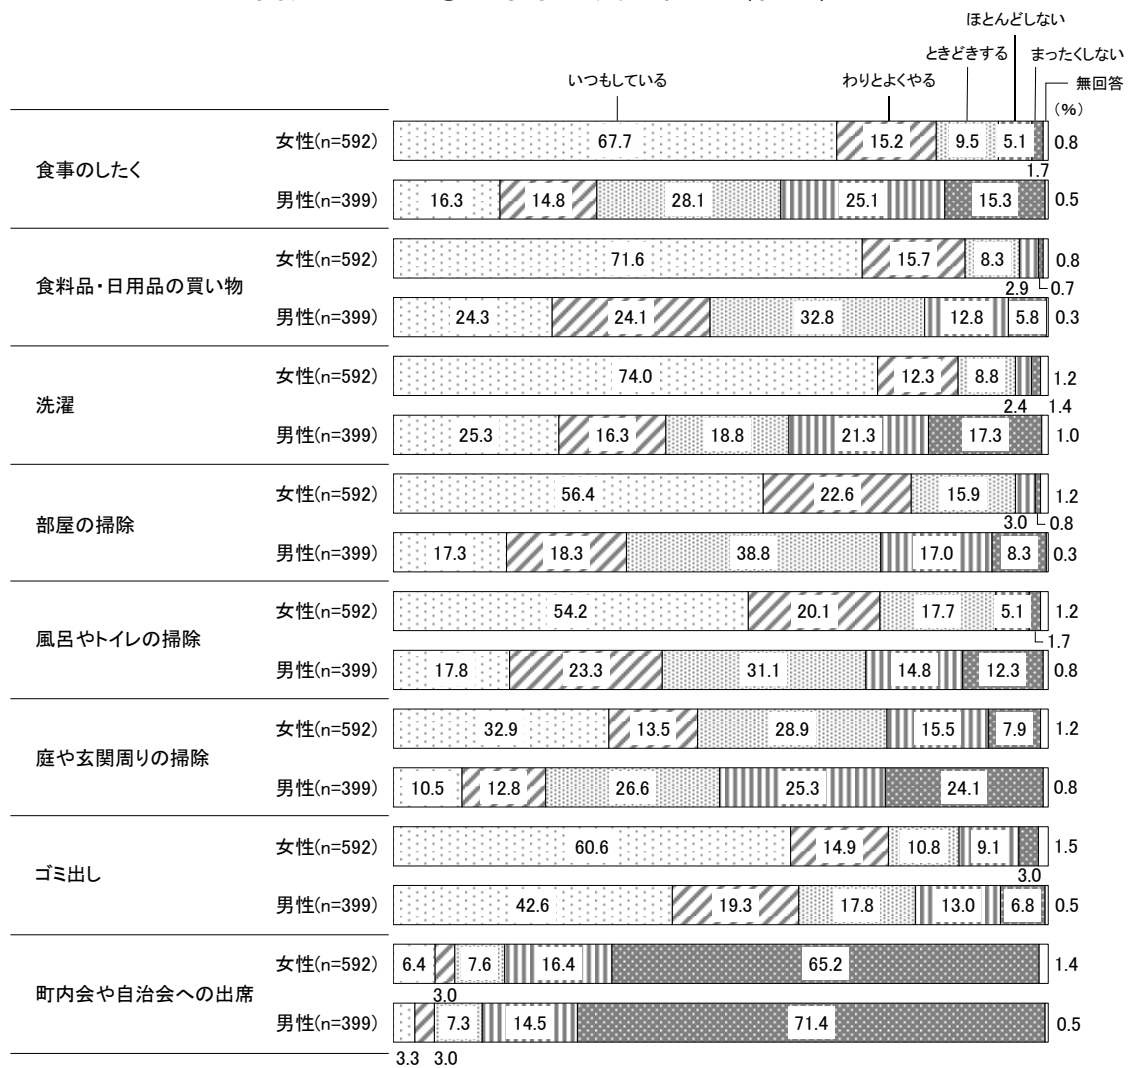 ほとんどしない
ときどきする まったくしない
いつもしている わりとよくやる 無回答
(%)
食事のしたく
女性(n=592) 67.7 15.2 9.5 5.1 0.8
1.7
男性(n=399) 16.3 14.8 28.1 25.1 15.3 0.5
食料品・日用品の買い物
女性(n=592) 71.6 15.7 8.3 0.8
2.9 0.7
男性(n=399) 24.3 24.1 32.8 12.8 5.8 0.3
洗濯
女性(n=592) 74.0 12.3 8.8 1.2
2.4 1.4
男性(n=399) 25.3 16.3 18.8 21.3 17.3 1.0
部屋の掃除
女性(n=592) 56.4 22.6 15.9 1.2
3.0 0.8
男性(n=399) 17.3 18.3 38.8 17.0 8.3 0.3
風呂やトイレの掃除
女性(n=592) 54.2 20.1 17.7 5.1 1.2
1.7
男性(n=399) 17.8 23.3 31.1 14.8 12.3 0.8
庭や玄関周りの掃除
女性(n=592) 32.9 13.5 28.9 15.5 7.9 1.2
男性(n=399) 10.5 12.8 26.6 25.3 24.1 0.8
ゴミ出し
女性(n=592) 60.6 14.9 10.8 9.1 1.5
3.0
男性(n=399) 42.6 19.3 17.8 13.0 6.8 0.5
町内会や自治会への出席
女性(n=592) 6.4 7.6 16.4 65.2 1.4
3.0
男性(n=399) 7.3 14.5 71.4 0.5
3.3 3.0